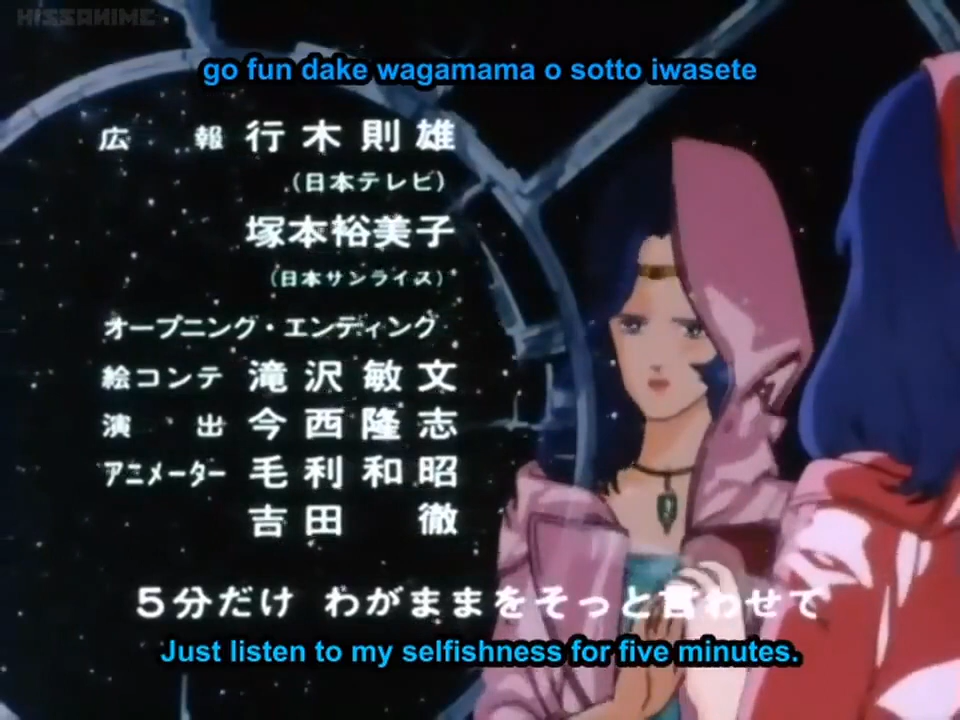 HISSANIME
go fun dake wagamama o sotto iwasete
広 報 行木則雄
(日本テレビ)
塚本裕美子
(日本サンライズ)
オープニング・エンディング
絵コンテ 滝沢敏文
演 出 今西隆志
アニメーター 毛利和昭
吉田 徹
5分だけ わがままをそっと言わせて
Just listen to my selfishness for five minutes.